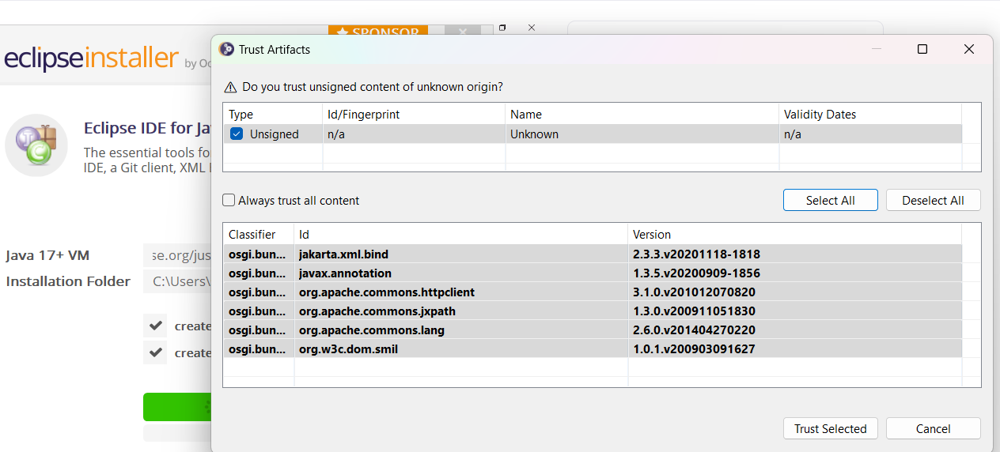 SPONSOR
eclipseinstaller by
Trust Artifacts
Do you trust unsigned content of unknown origin?
Type Id/Fingerprint Name Validity Dates
Unsigned n/a Unknown n/a
Always trust all content Select All Deselect All
Classifier Id Version
osgi.bun... jakarta.xml.bind 2.3.3.v20201118-1818
osgi.bun... javax.annotation 1.3.5.v20200909-1856
osgi.bun... org.apache.commons.httpclient 3.1.0.v201012070820
osgi.bun... org.apache.commons.jxpath 1.3.0.v200911051830
osgi.bun... org.apache.commons.lang 2.6.0.v201404270220
osgi.bun... org.w3c.dom.smil 1.0.1.v200903091627
Trust Selected Cancel
Eclipse IDE for Ja
The essential tools fo
IDE, a Git client, XML
Java 17+ VM se.org/jus
Installation Folder C:\Users\
create
create